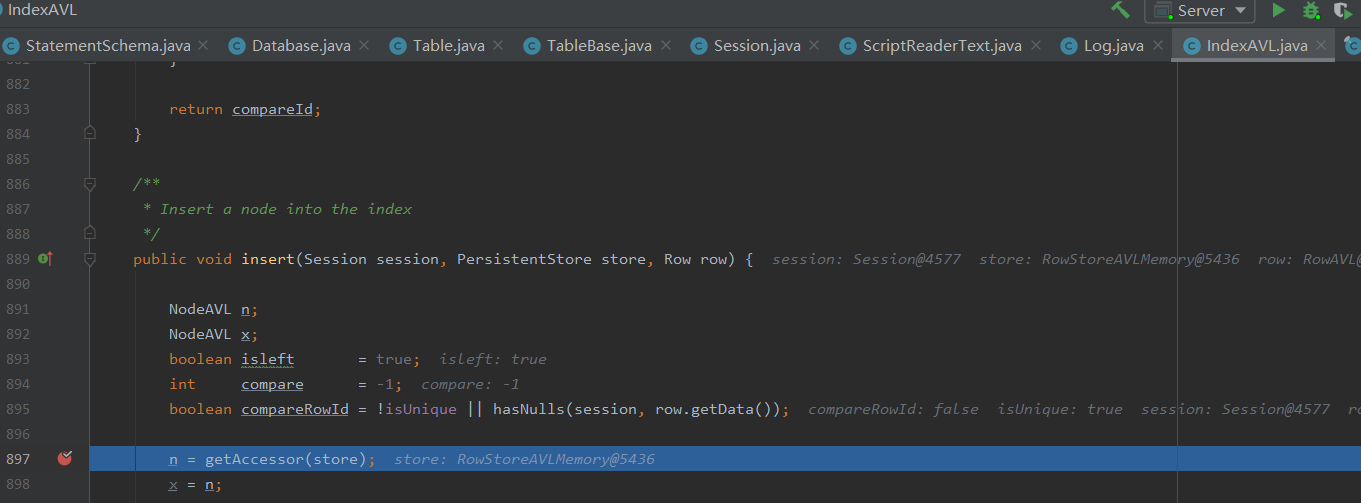 IndexAVL
Server
StatementSchema.java Database.java Table.java TableBase.java Session.java ScriptReaderText.java Log.java IndexAVL.java
882
883 return compareId;
884 }
885
886 /**
887 * Insert a node into the index
888 */
889 public void insert(Session session, PersistentStore store, Row row) { session: Session@4577 store: RowStoreAVLMemory@5436 row: RowAVL@
890
891 NodeAVL n;
892 NodeAVL x;
893 boolean isleft = true; isleft: true
894 int compare = -1; compare: -1
895 boolean compareRowId = !isUnique || hasNulls(session, row.getData()); compareRowId: false isUnique: true session: Session@4577
896
897 n = getAccessor(store); store: RowStoreAVLMemory@5436
898 x = n;